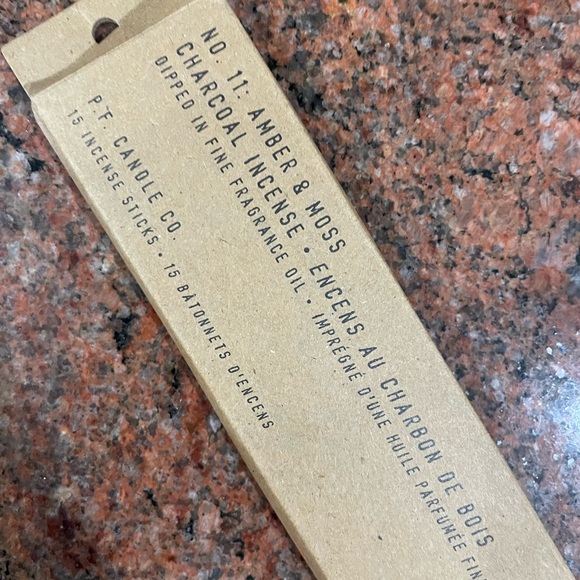 NO. 11: AMBER & MOSS
CHARCOAL INCENSE • ENCENS AU CHARBON DE BOIS
DIPPED IN FINE FRAGRANCE OIL • IMPRÉGNÉ D'UNE HUILE PARFUMÉE FIN
P.F. CANDLE CO.
15 INCENSE STICKS • 15 BÂTONNETS D'ENCENS